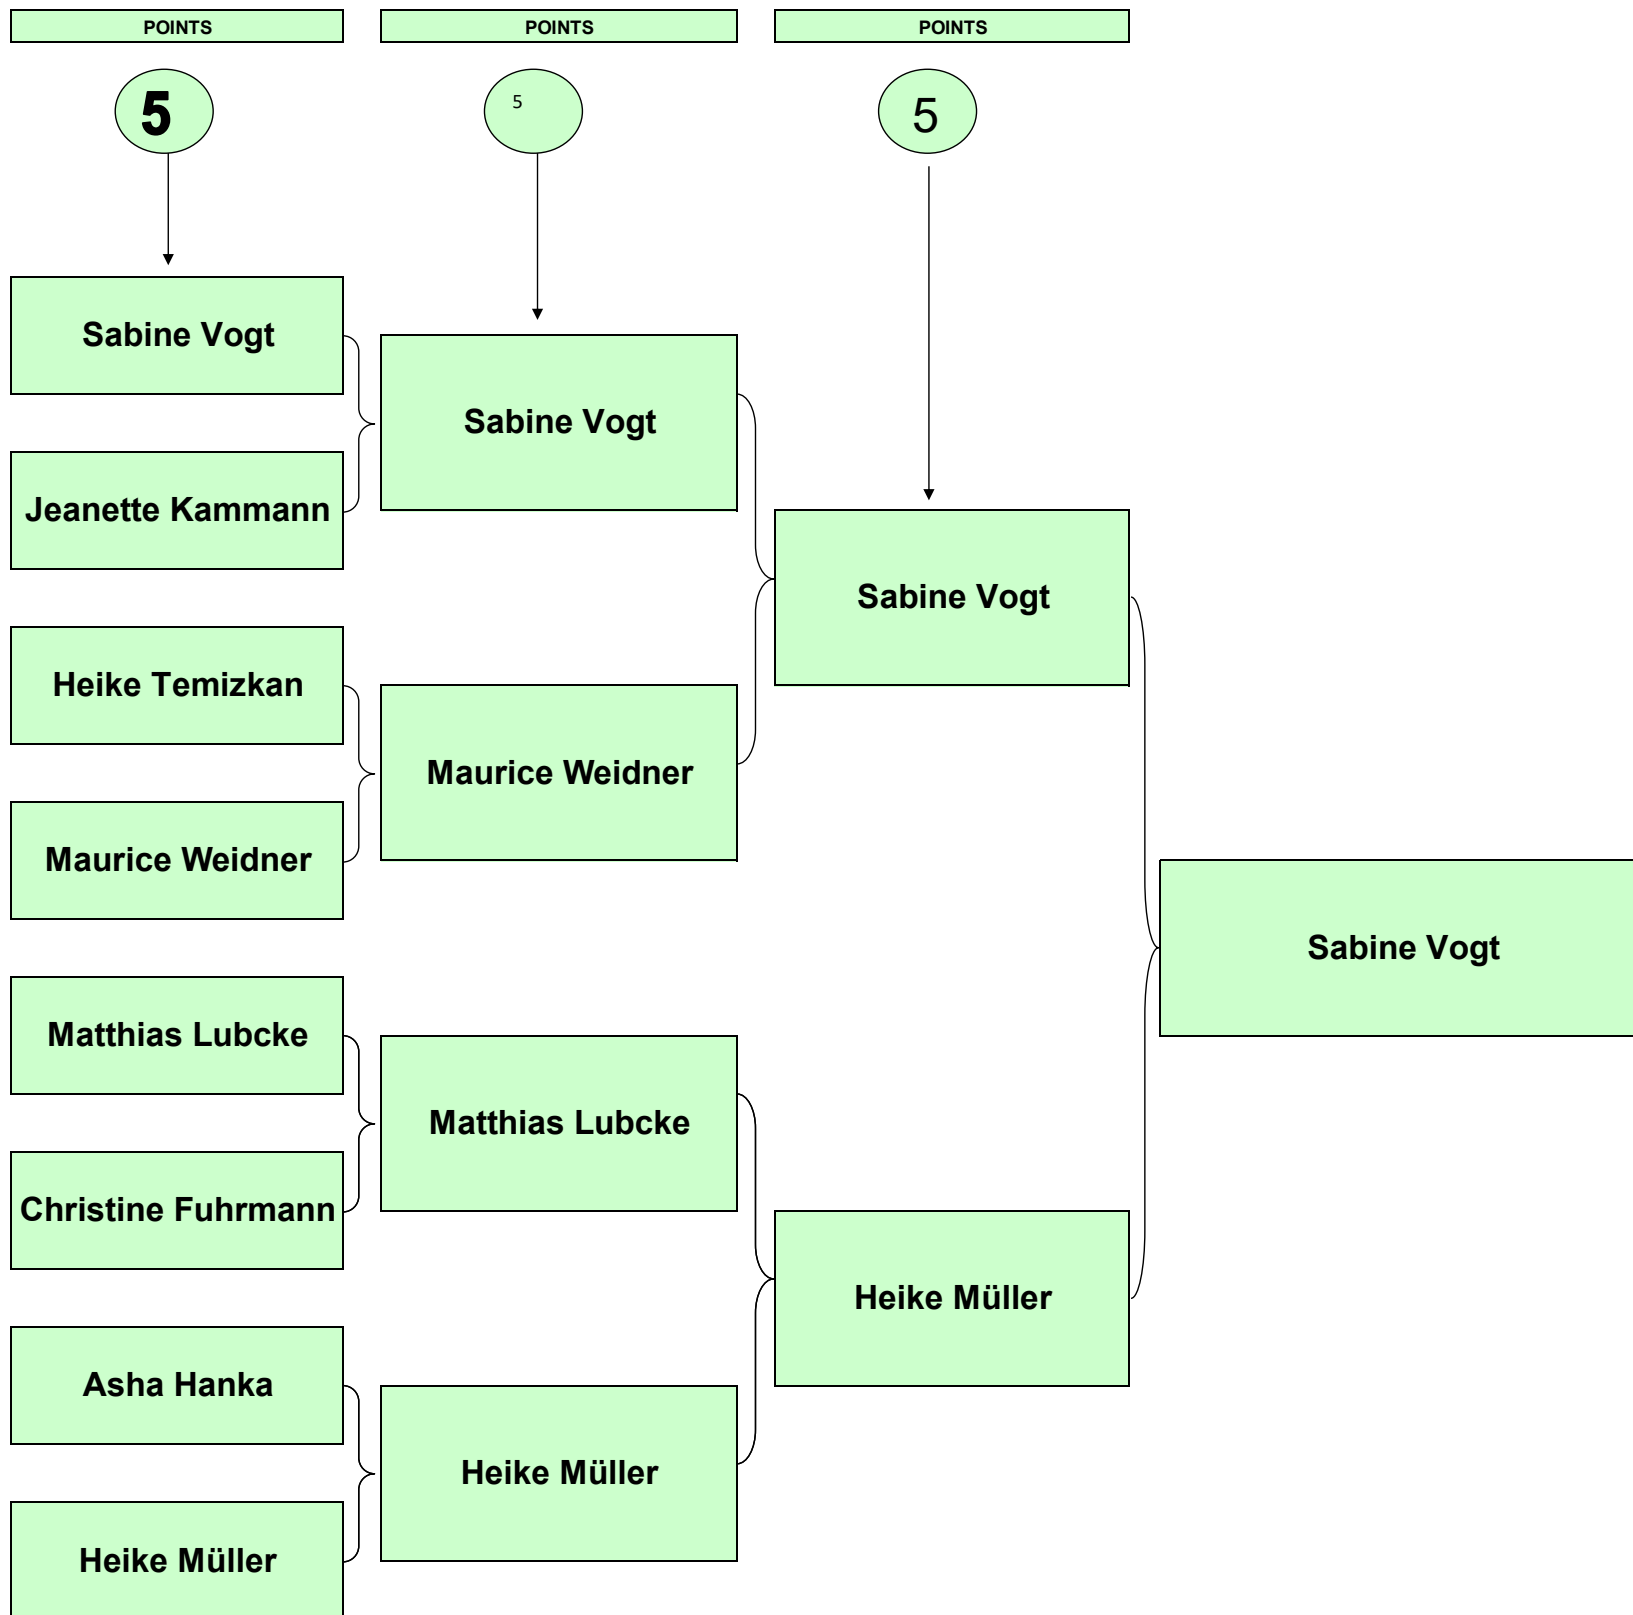 POINTS
POINTS
POINTS
5
5
5
Sabine Vogt
Jeanette Kammann
Heike Temizkan
Maurice Weidner
Matthias Lubcke
Christine Fuhrmann
Asha Hanka
Heike Müller
Sabine Vogt
Maurice Weidner
Matthias Lubcke
Heike Müller
Sabine Vogt
Heike Müller
Sabine Vogt